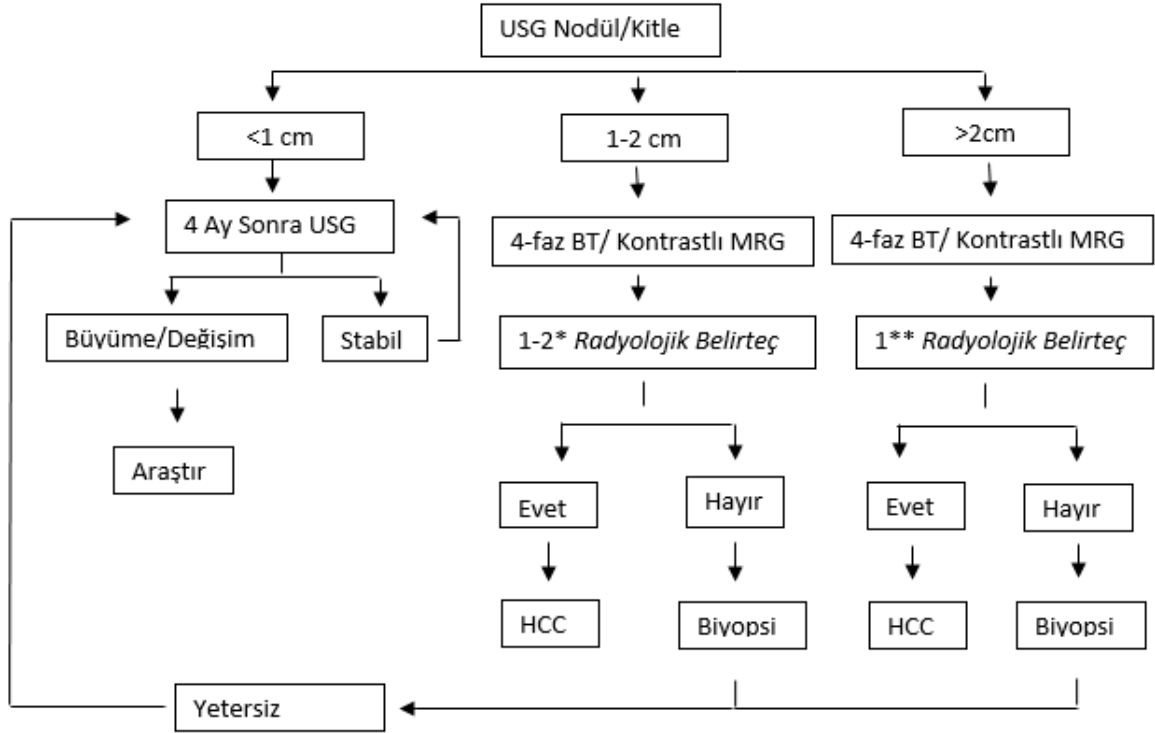 USG Nodül/Kitle
<1 cm
1-2 cm
>2cm
4 Ay Sonra USG
4-faz BT/ Kontrastlı MRG
4-faz BT/ Kontrastlı MRG
Büyüme/Değişim
Stabil
1-2* Radyolojik Belirteç
1** Radyolojik Belirteç
Araştır
Evet
Hayır
Evet
Hayır
HCC
Biyopsi
HCC
Biyopsi
Yetersiz